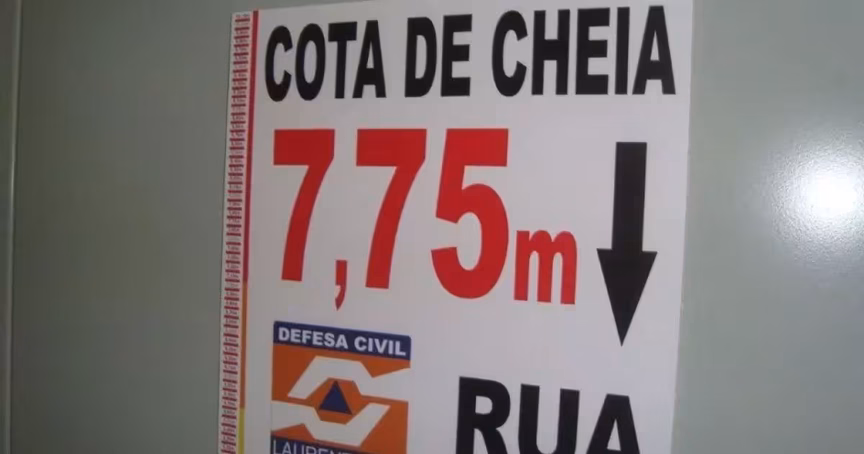 COTA DE CHEIA
7,75m
DEFESA CIVIL
RUA